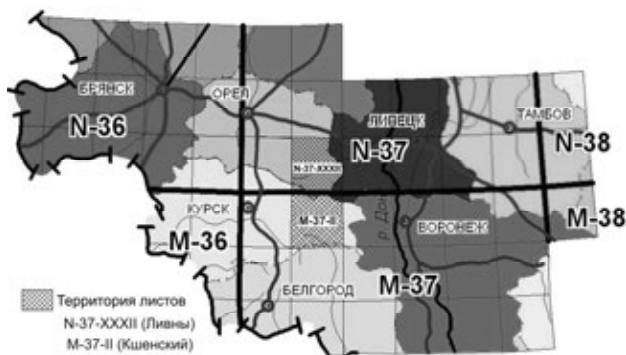 БРЯНСК
ОРЕЛ
ЛИПЕЦК
ТАМБОВ
N-36
N-37
N-38
N-37-XXXII
КУРСК
M-36
M-37-II
р. Дон
ВОРОНЕЖ
M-38
M-37
БЕЛГОРОД
Территория листов
N-37-XXXII (Ливны)
M-37-II (Кшенский)